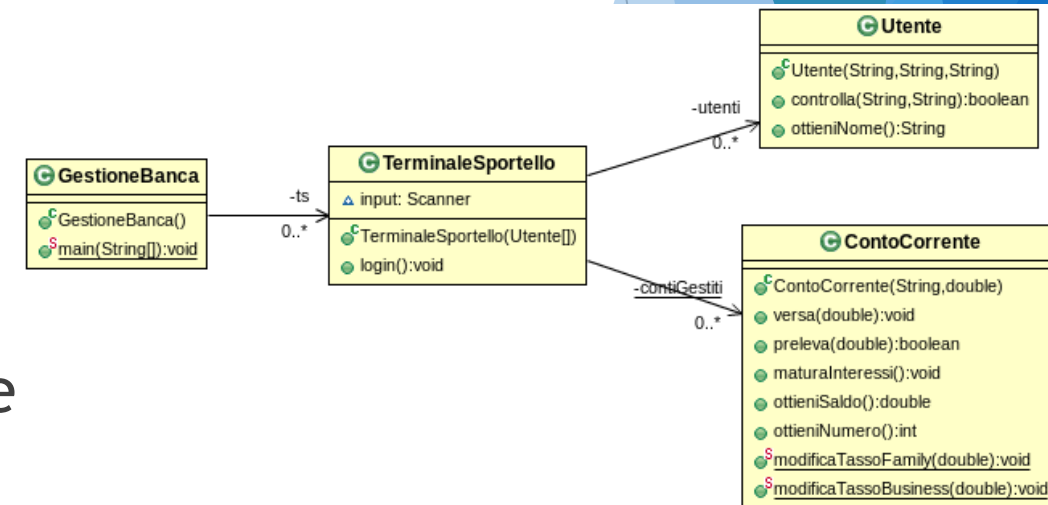 Utente
Utente(String,String,String)
controlla(String,String):boolean
ottieniNome():String
-utenti
0..*
GestioneBanca
GestioneBanca()
main(String[]):void
-ts
0..*
TerminaleSportello
input: Scanner
TerminaleSportello(Utente[])
login():void
-contiGestiti
0..*
ContoCorrente
ContoCorrente(String,double)
versa(double):void
preleva(double):boolean
maturaInteressi():void
ottieniSaldo():double
ottieniNumero():int
modificaTassoFamily(double):void
modificaTassoBusiness(double):void
e